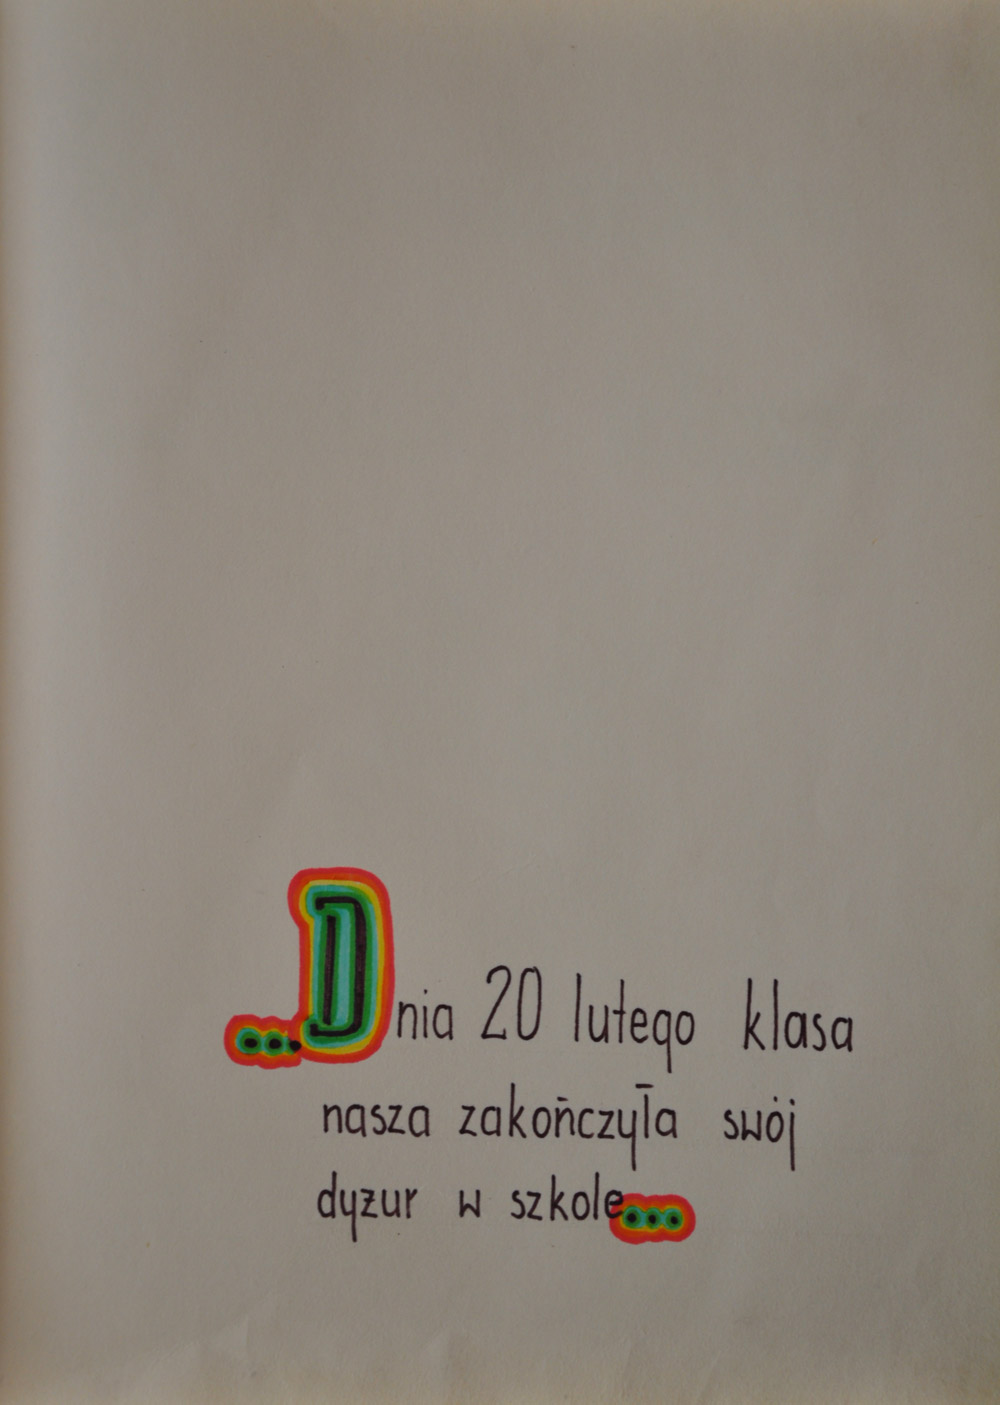 ...Dnia 20 lutego klasa
nasza zakończyła swój
dyżur w szkole...